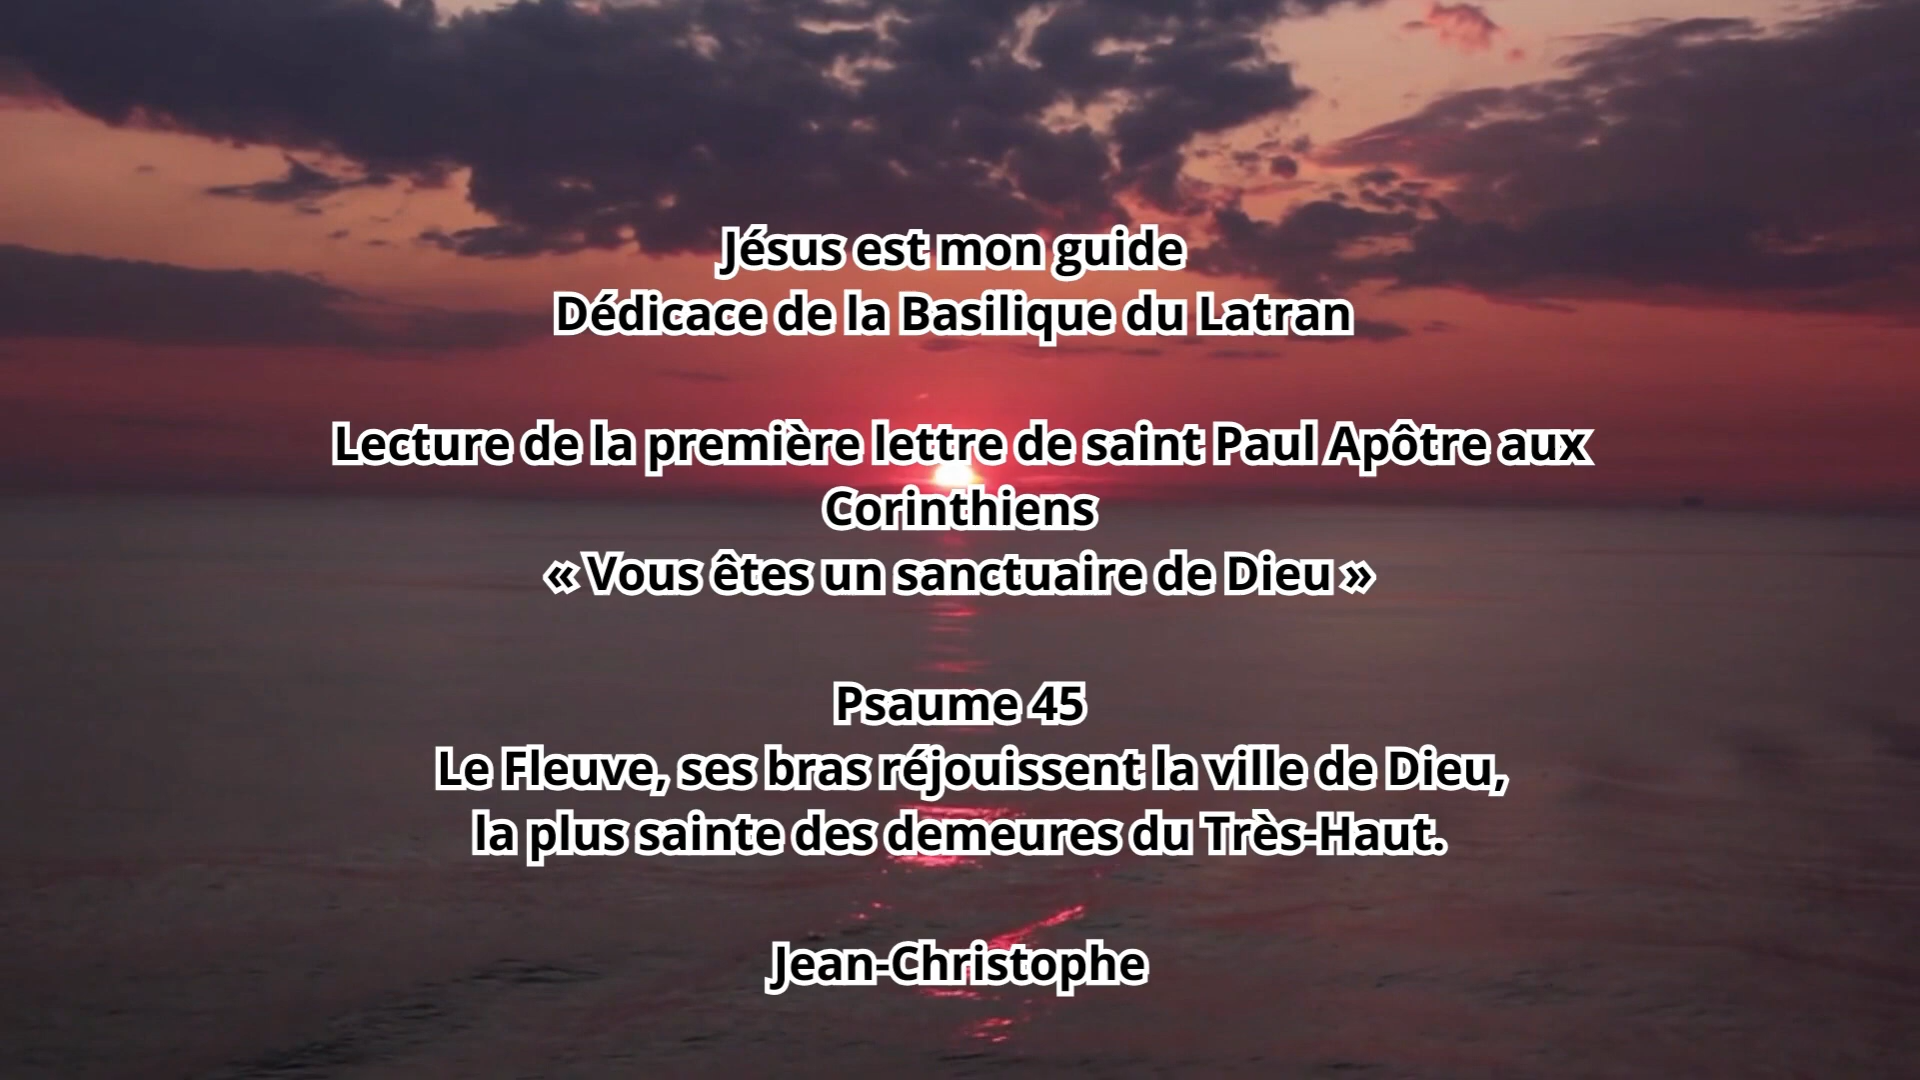 Jésus est mon guide
Dédicace de la Basilique du Latran
Lecture de la première lettre de saint Paul Apôtre aux
Corinthiens
« Vous êtes un sanctuaire de Dieu »
Psaume 45
Le Fleuve, ses bras réjouissent la ville de Dieu,
la plus sainte des demeures du Très-Haut.
Jean-Christophe